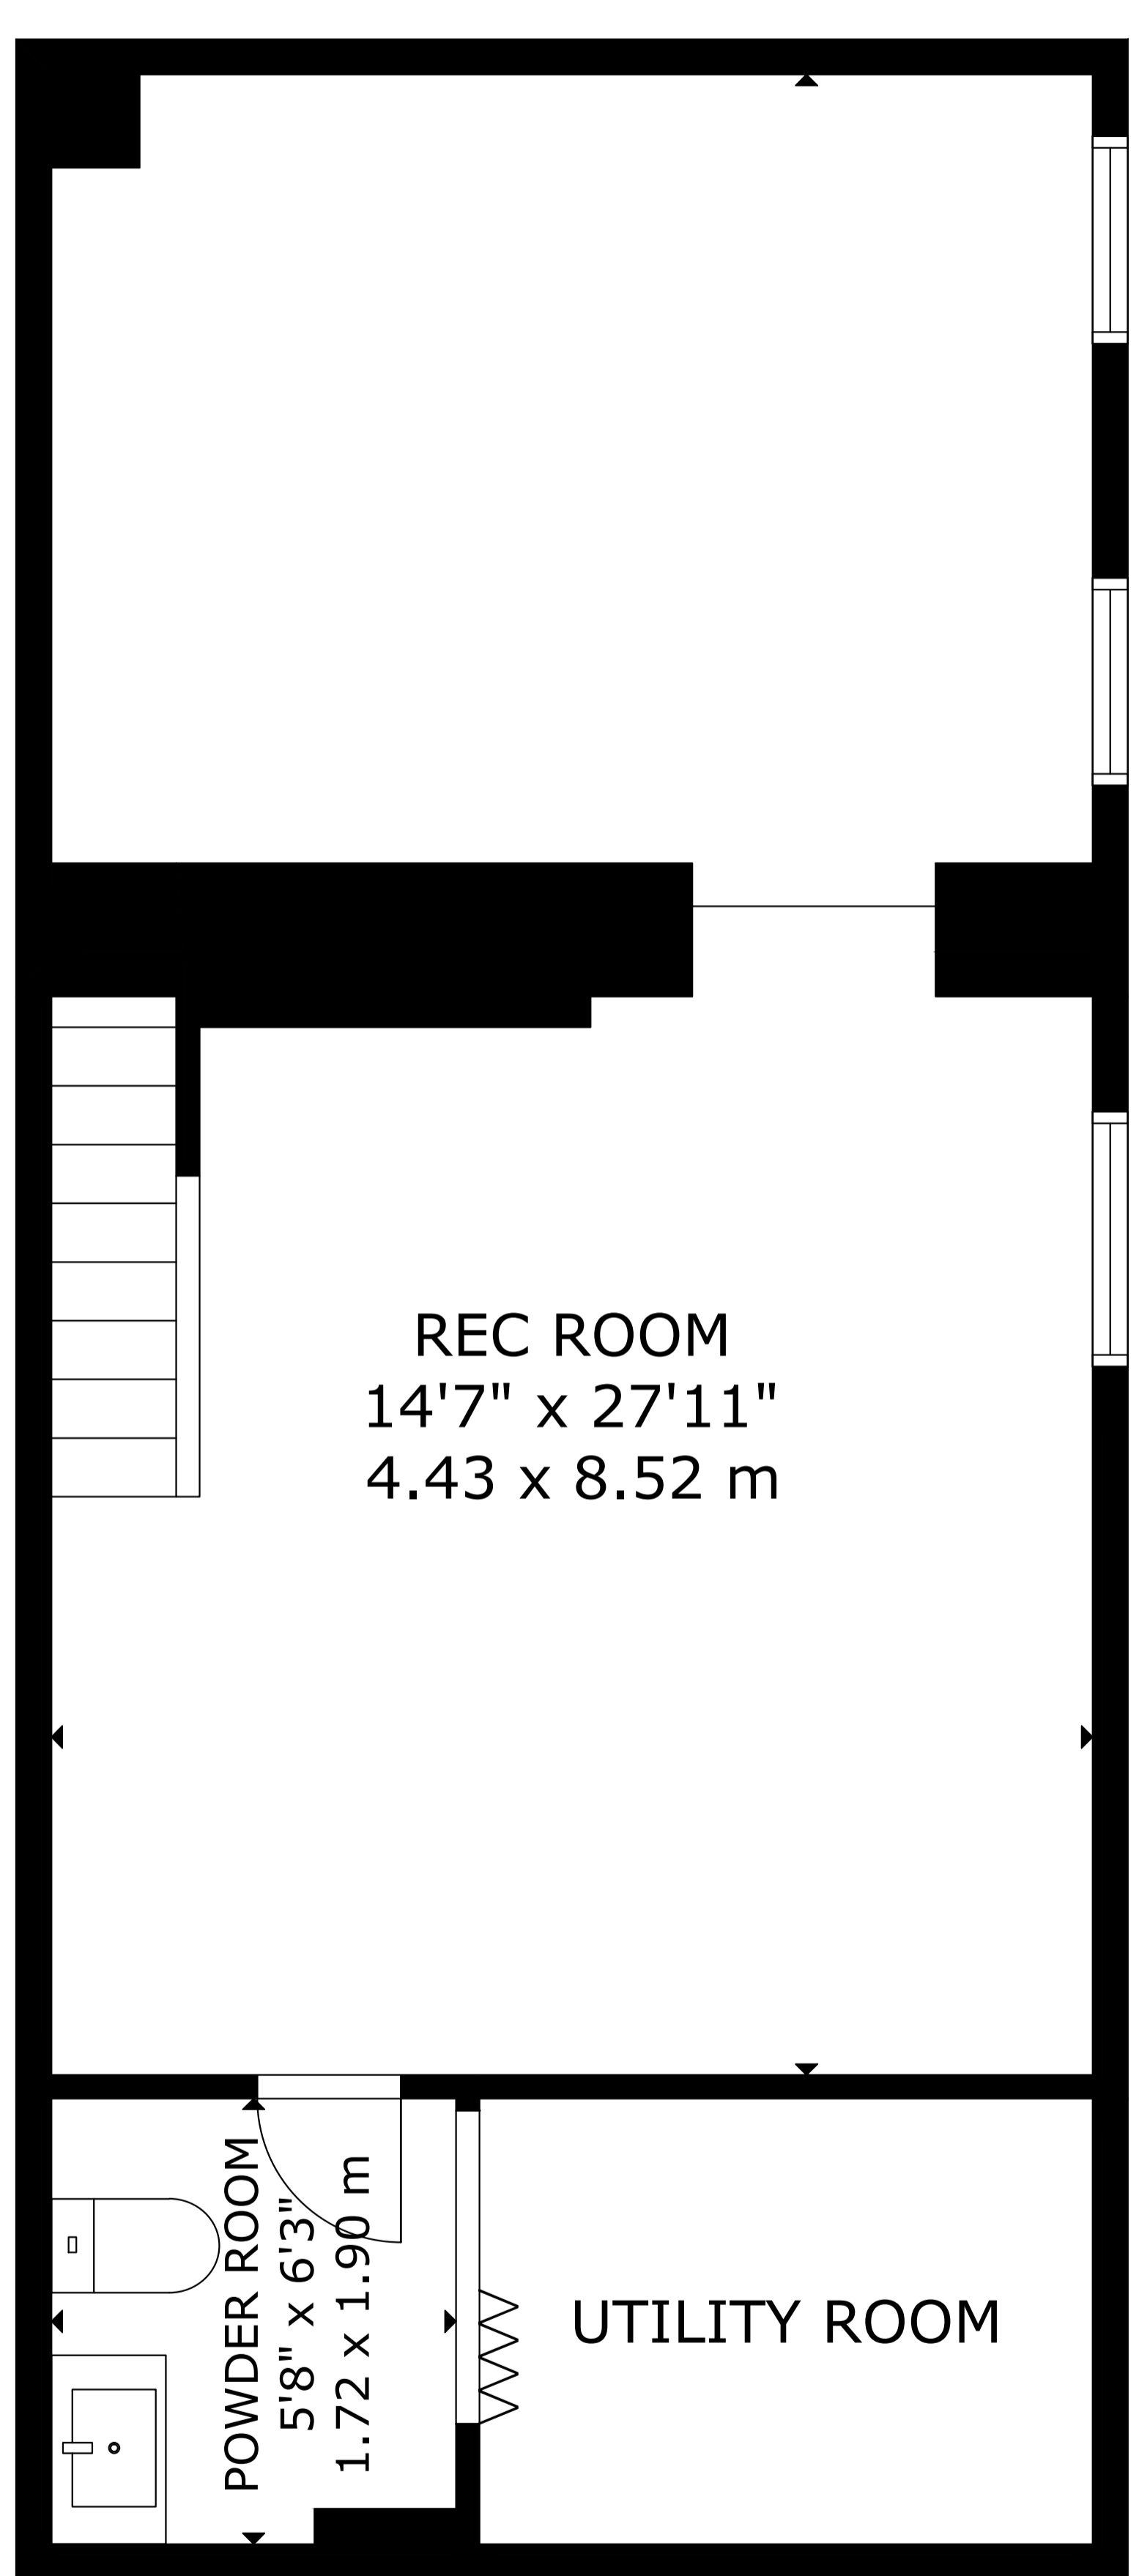 REC ROOM
14'7" x 27'11"
4.43 x 8.52 m
POWDER ROOM
5'8" x 6'3"
1.72 x 1.90 m
UTILITY ROOM